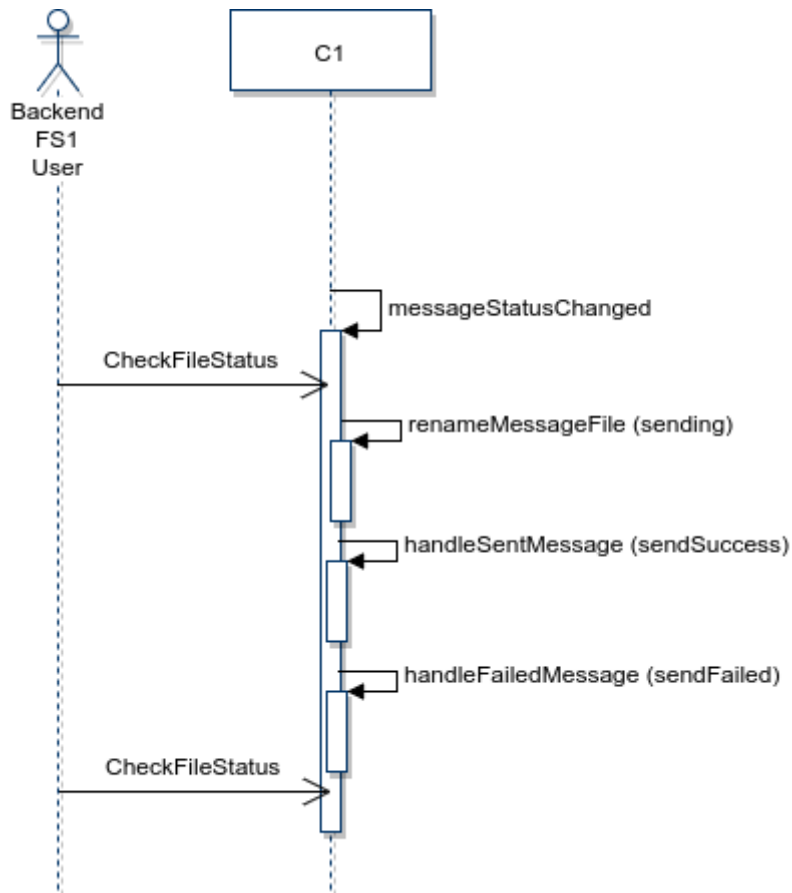 Backend
FS1
User
C1
messageStatusChanged
CheckFileStatus
renameMessageFile (sending)
handleSentMessage (sendSuccess)
handleFailedMessage (sendFailed)
CheckFileStatus